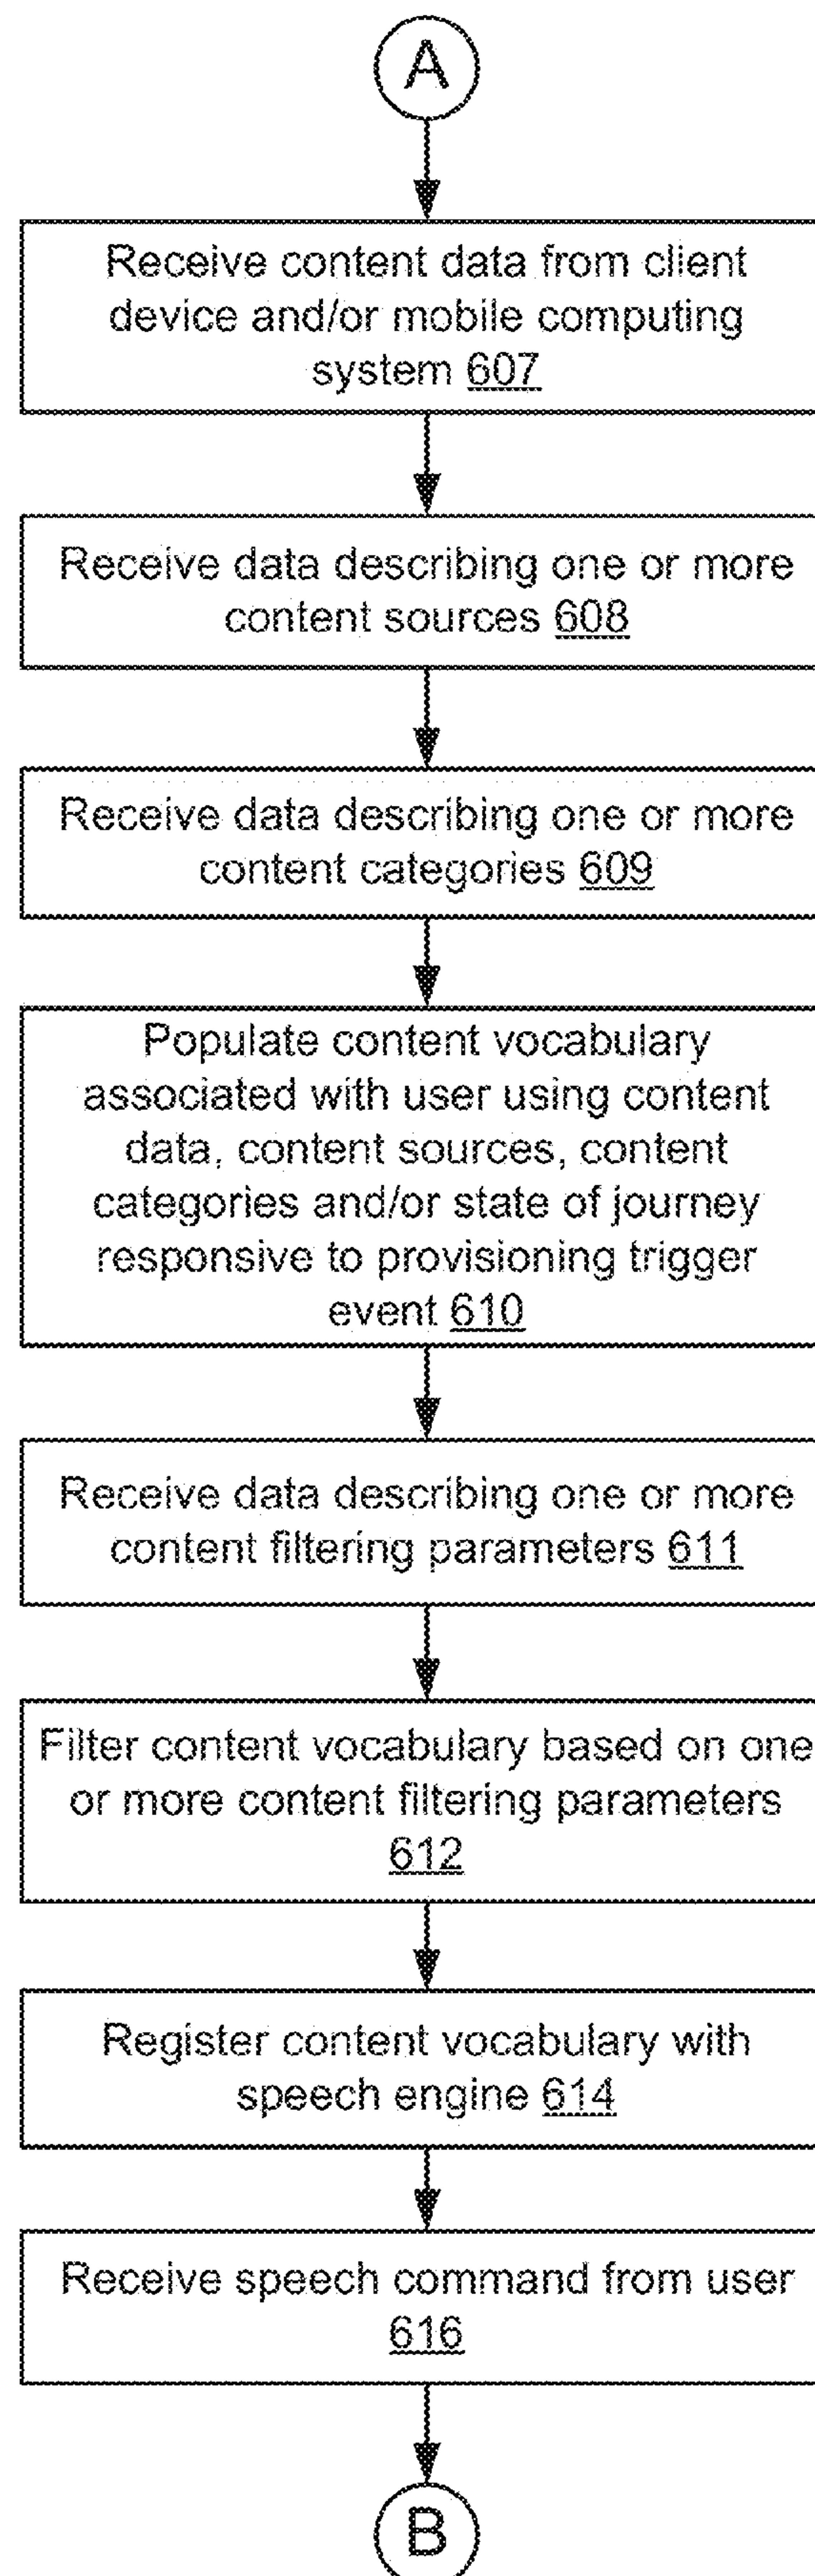 A
Receive content data from client
device and/or mobile computing
system 607
Receive data describing one or more
content sources 608
Receive data describing one or more
content categories 609
Populate content vocabulary
associated with user using content
data, content sources, content
categories and/or state of journey
responsive to provisioning trigger
event 610
Receive data describing one or more
content filtering parameters 611
Filter content vocabulary based on one
or more content filtering parameters
612
Register content vocabulary with
speech engine 614
Receive speech command from user
616
B